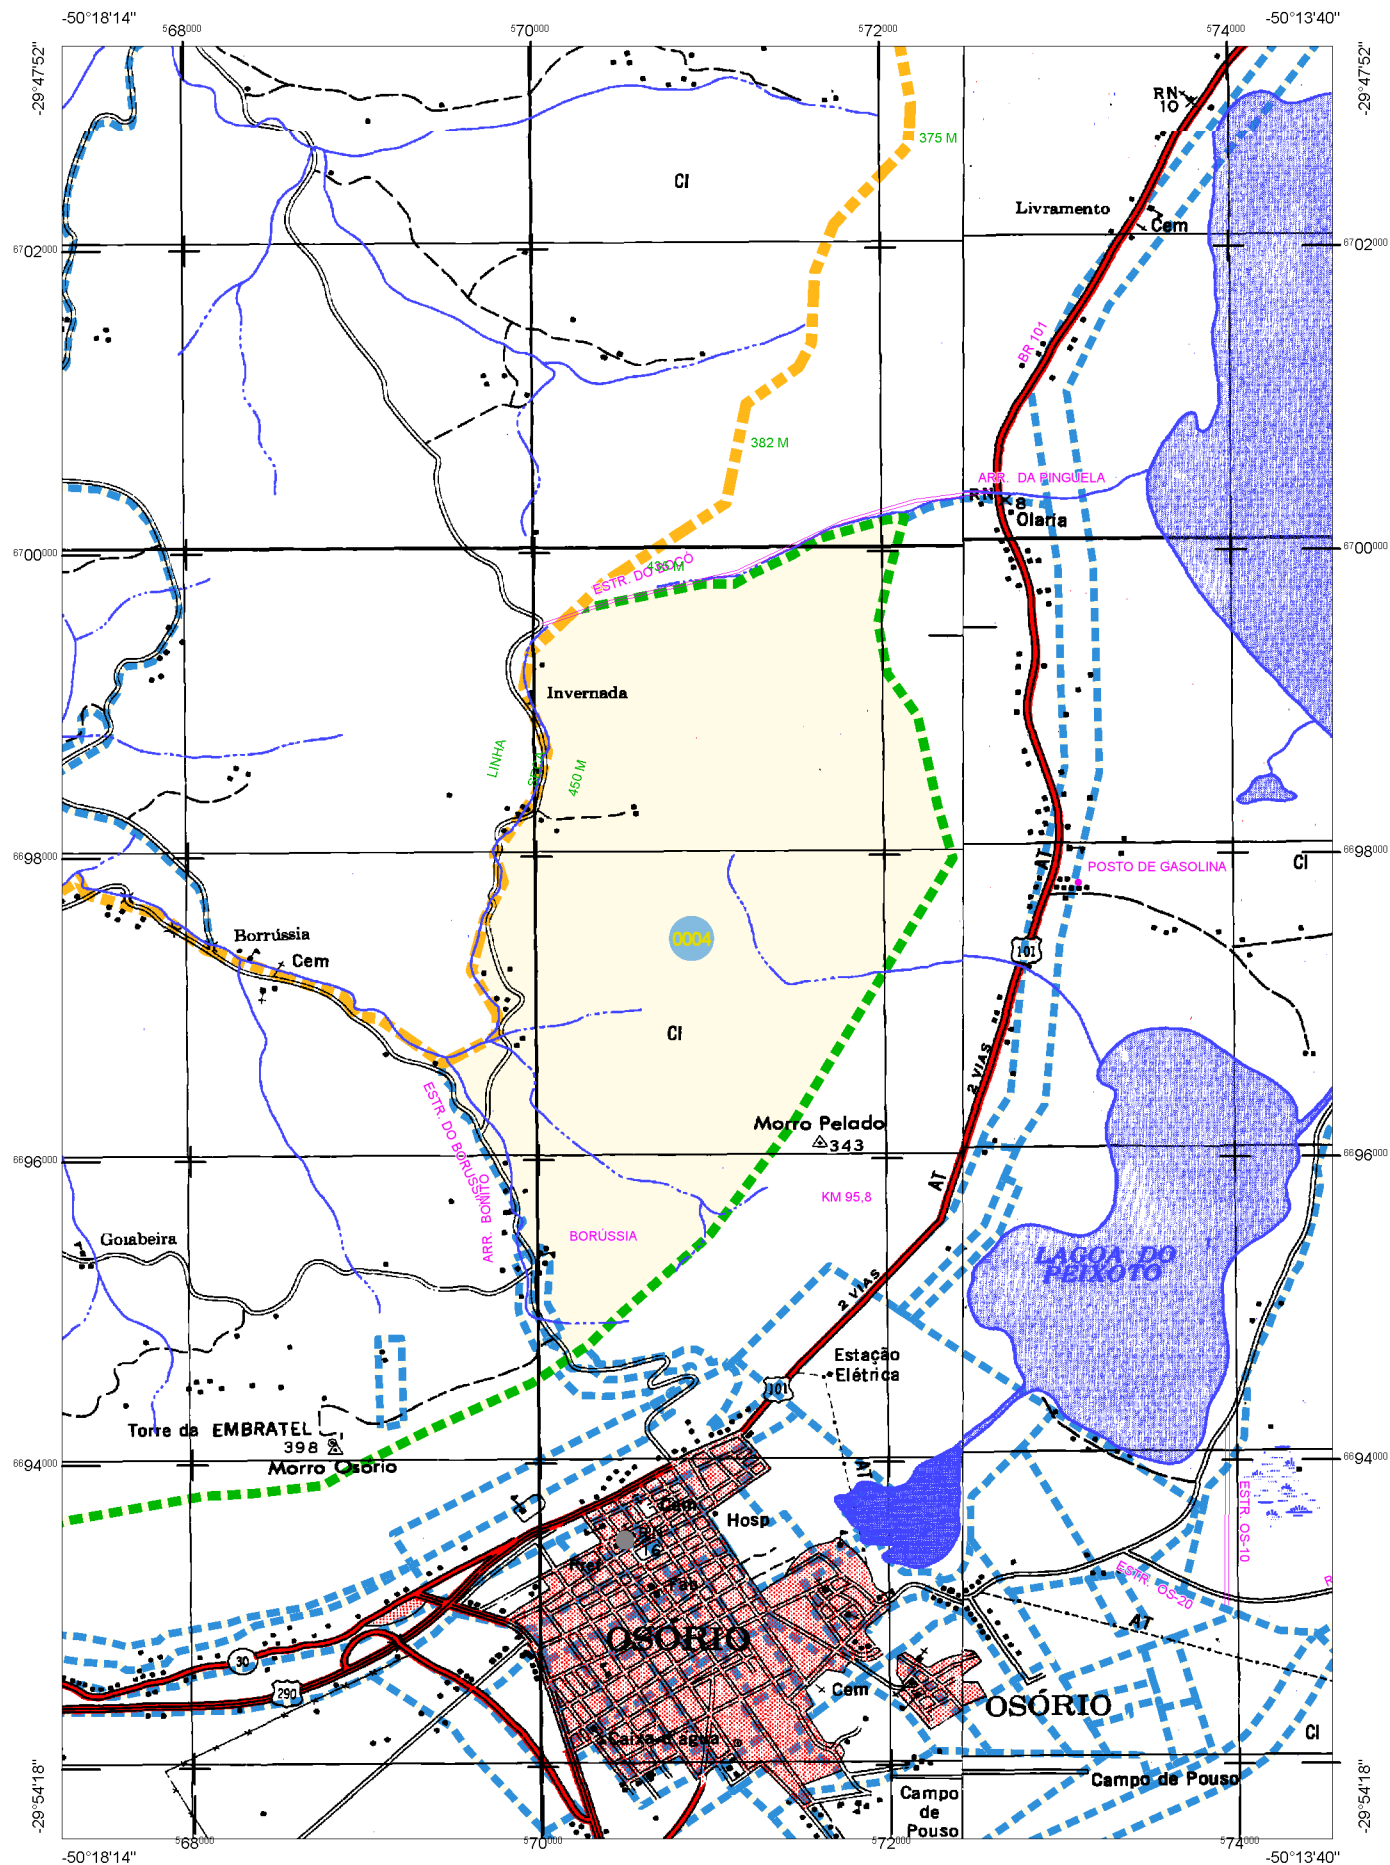 -50°18'14"
568000
570000
572000
574000
-50°13'40"
-29°47'52"
-29°47'52"
RN
10
375 M
CI
Livramento
Cem
6702000
6702000
BR 101
382 M
ARR. DA PINGUELA
RN
8
Olaria
6700000
6700000
ESTR. DO SOCÓ
Invernada
LINHA
450 M
6698000
6698000
AT
POSTO DE GASOLINA
CI
Borrússia
Cem
0004
101
CI
2 VIAS
Morro Pelado
343
ESTR. DO BORÚSSIA
6696000
6696000
AT
ARR. BONITO
KM 95,8
BORÚSSIA
Goiabeira
LAGOA DO
PEIXOTO
2 VIAS
Estação
Elétrica
101
Torre da EMBRATEL
398
Morro Osório
6694000
6694000
AT
ESTR. OS-10
Cem
Hosp
6
Pref
Fab
ESTR. OS-20
AT
OSÓRIO
30
290
Cem
OSÓRIO
Caixa d'agua
CI
Campo de Pouso
Campo
de
Pouso
-29°54'18"
-29°54'18"
-50°18'14"
568000
570000
572000
574000
-50°13'40"